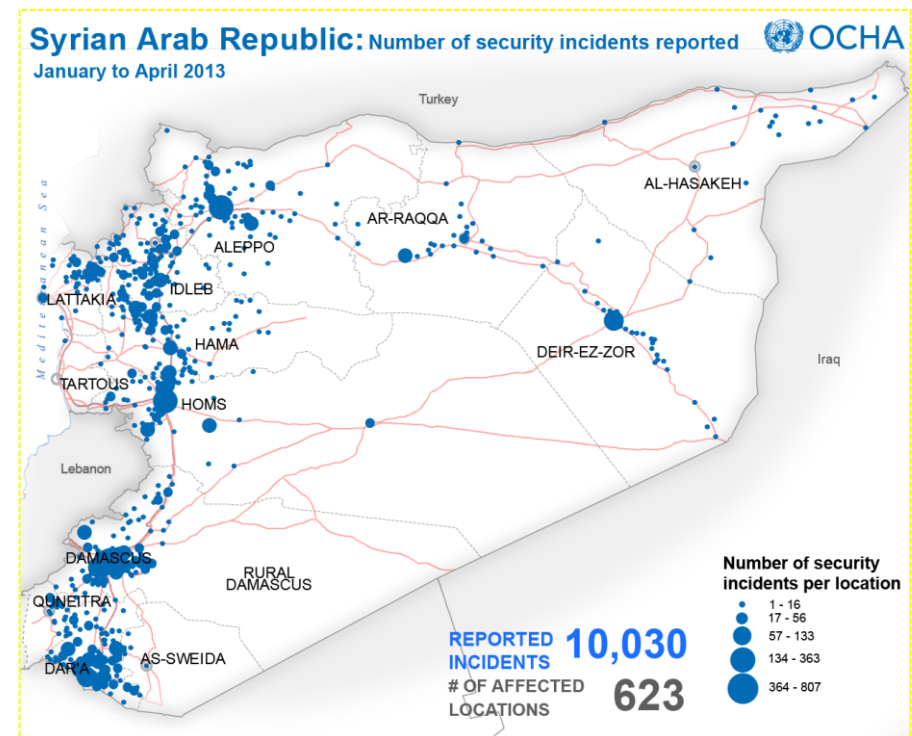 Syrian Arab Republic: Number of security incidents reported
OCHA
January to April 2013
Turkey
Mediterranean Sea
AL-HASAKEH
AR-RAQQA
ALEPPO
IDLEB
LATTAKIA
HAMA
DEIR-EZ-ZOR
Iraq
TARTOUS
HOMS
Lebanon
DAMASCUS
RURAL
DAMASCUS
QUNEITRA
DAR'A
AS-SWEIDA
REPORTED
INCIDENTS
10,030
# OF AFFECTED
LOCATIONS
623
Number of security
incidents per location
1 - 16
17 - 56
57 - 133
134 - 363
364 - 807